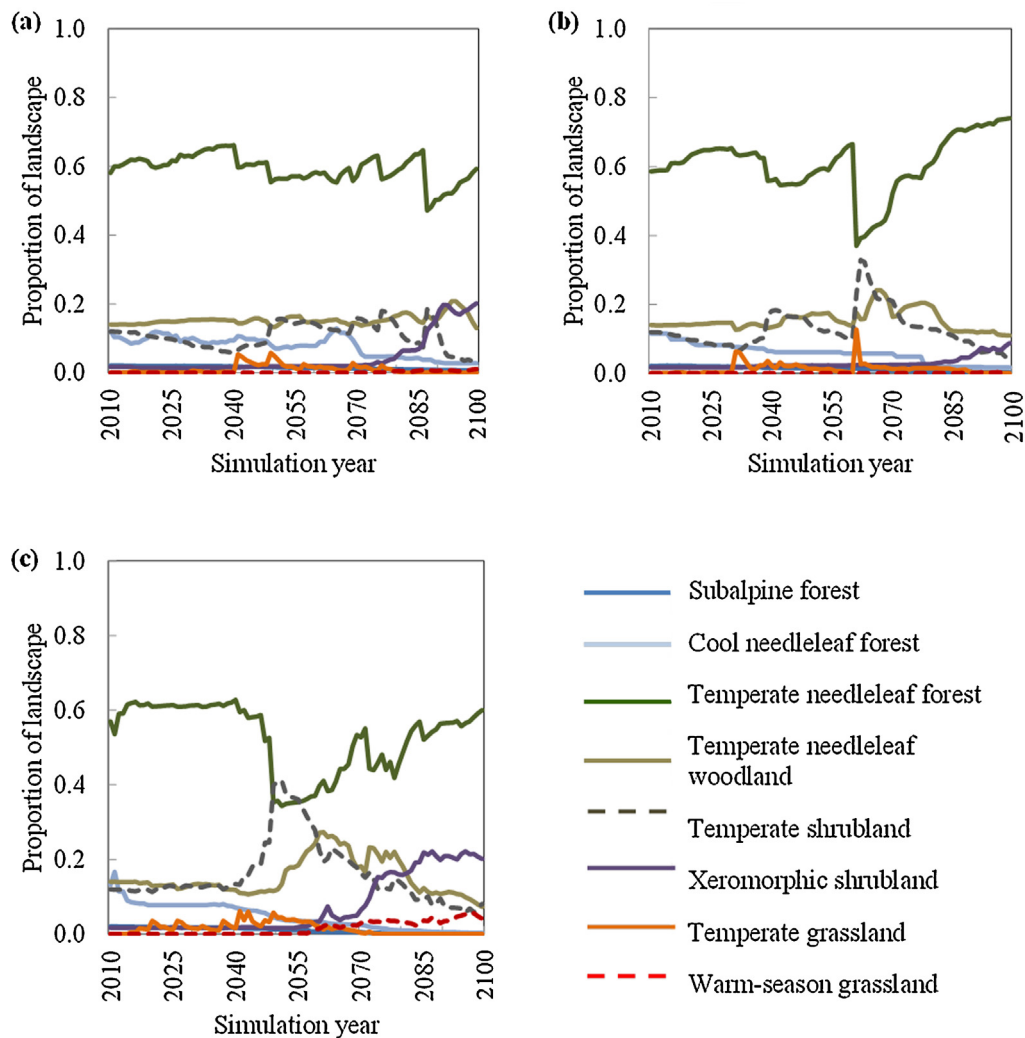 (a)
Proportion of landscape
1.0
0.8
0.6
0.4
0.2
0.0
2010
2025
2040
2055
2070
2085
2100
Simulation year
(b)
Proportion of landscape
1.0
0.8
0.6
0.4
0.2
0.0
2010
2025
2040
2055
2070
2085
2100
Simulation year
(c)
Proportion of landscape
1.0
0.8
0.6
0.4
0.2
0.0
2010
2025
2040
2055
2070
2085
2100
Simulation year
Subalpine forest
Cool needleleaf forest
Temperate needleleaf forest
Temperate needleleaf
woodland
Temperate shrubland
Xeromorphic shrubland
Temperate grassland
Warm-season grassland